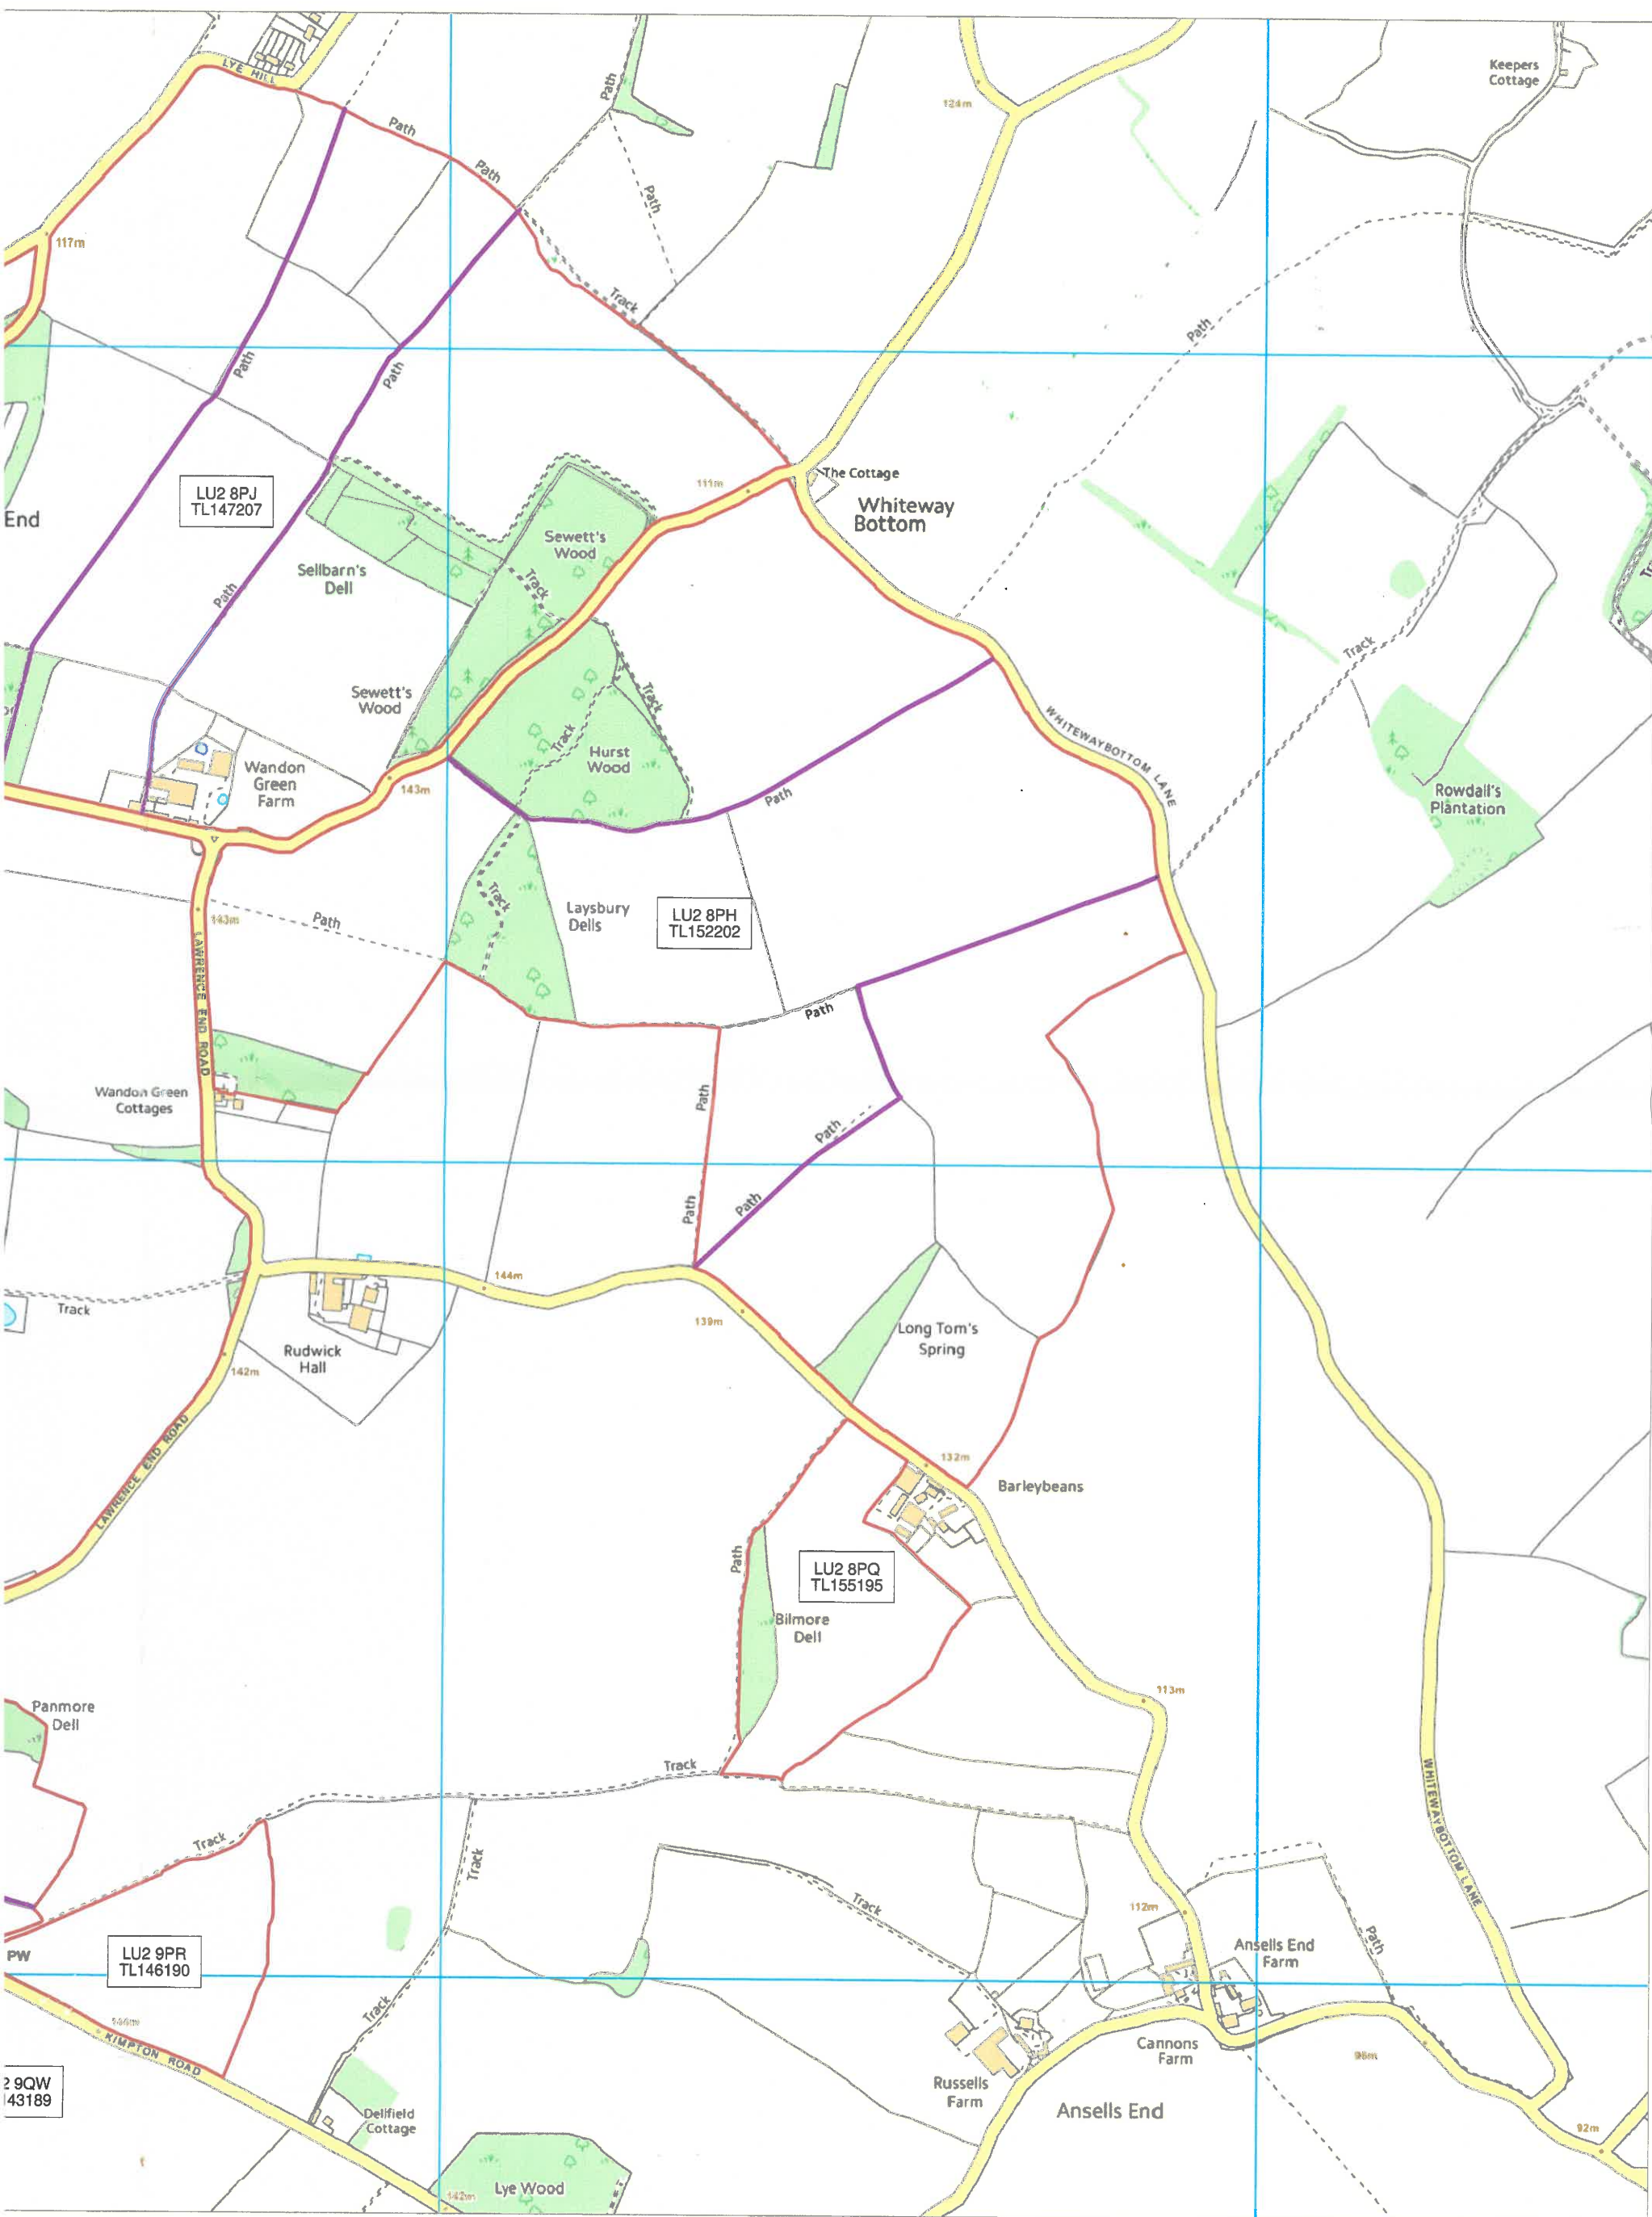 LYE HILL
Path
Path
Path
Path
124m
Keepers
Cottage
117m
Track
Path
Path
Path
End
LU2 8PJ
TL147207
111m
The Cottage
Whiteway
Bottom
Sewett's
Wood
Sellbarn's
Dell
Track
Path
Track
Sewett's
Wood
Track
Track
Hurst
Wood
WHITEWAYBOTTOM LANE
Wandon
Green
Farm
143m
Path
Rowdall's
Plantation
143m
Path
Track
Laysbury
Dells
LU2 8PH
TL152202
LAWRENCE END ROAD
Path
Wandon Green
Cottages
Path
Path
Path
Path
144m
Track
139m
Long Tom's
Spring
Rudwick
Hall
142m
LAWRENCE END ROAD
132m
Barleybeans
Path
LU2 8PQ
TL155195
Bilmore
Dell
113m
Panmore
Dell
Track
WHITEWAYBOTTOM LANE
Track
Track
Track
112m
Ansells End
Farm
Path
PW
LU2 9PR
TL146190
Track
KIMPTON ROAD
Cannons
Farm
2 9QW
43189
Russells
Farm
Ansells End
Dellfield
Cottage
92m
Lye Wood
142m